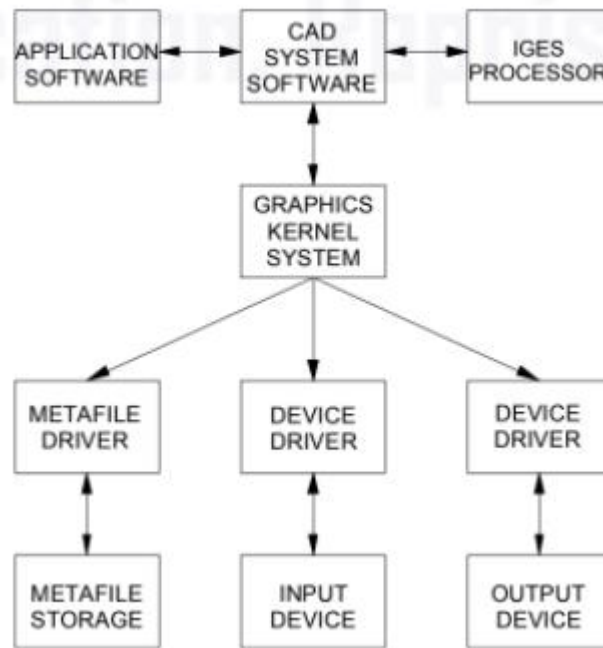 APPLICATION
SOFTWARE
CAD
SYSTEM
SOFTWARE
IGES
PROCESSOR
GRAPHICS
KERNEL
SYSTEM
METAFILE
DRIVER
DEVICE
DRIVER
DEVICE
DRIVER
METAFILE
STORAGE
INPUT
DEVICE
OUTPUT
DEVICE